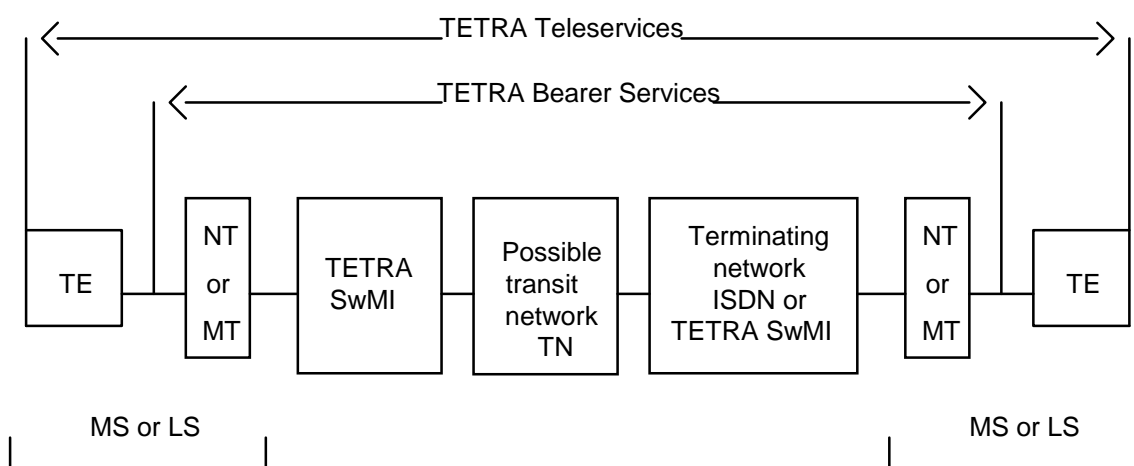 TETRA Teleservices
TETRA Bearer Services
TE
NT
or
MT
TETRA
SwMI
Possible
transit
network
TN
Terminating
network
ISDN or
TETRA SwMI
NT
or
MT
TE
MS or LS
MS or LS